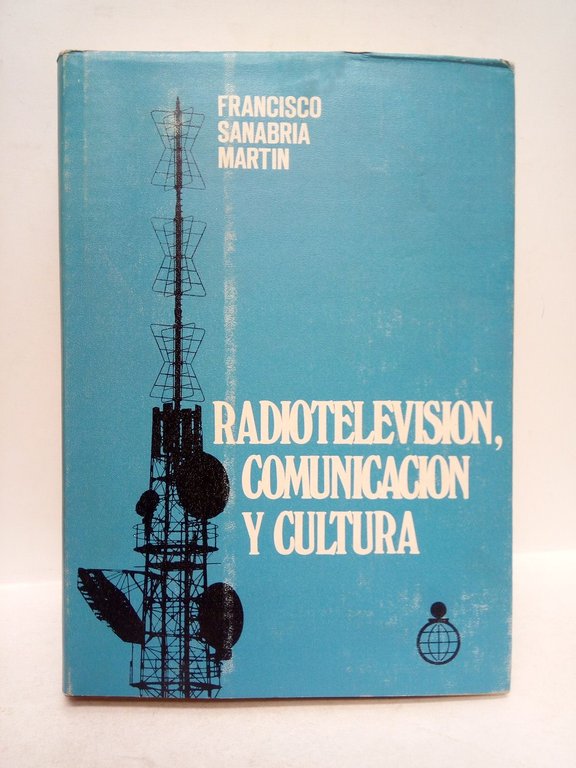 FRANCISCO
SANABRIA
MARTIN
RADIOTELEVISION,
COMUNICACION
Y CULTURA